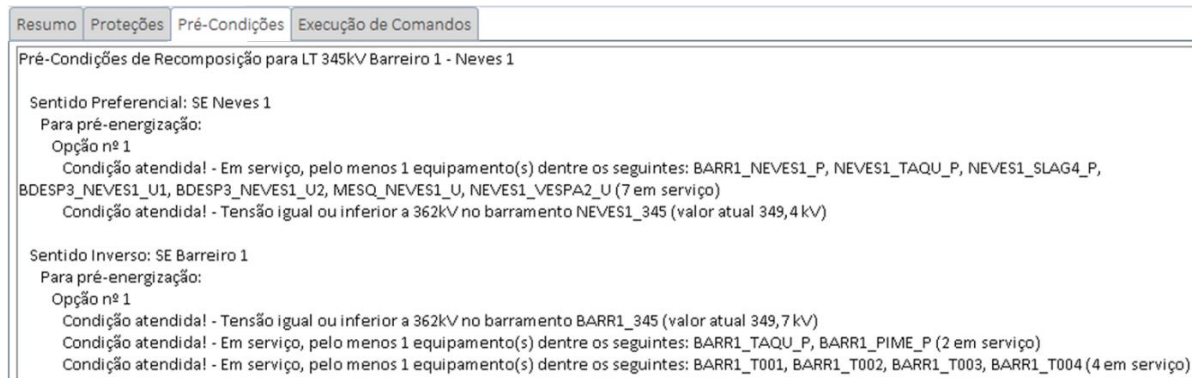 Resumo Proteções Pré-Condições Execução de Comandos
Pré-Condições de Recomposição para LT 345kV Barreiro 1 - Neves 1
Sentido Preferencial: SE Neves 1
Para pré-energização:
Opção nº 1
Condição atendida! - Em serviço, pelo menos 1 equipamento(s) dentre os seguintes: BARR1_NEVES1_P, NEVES1_TAQU_P, NEVES1_SLAG4_P,
BDESP3_NEVES1_U1, BDESP3_NEVES1_U2, MESQ_NEVES1_U, NEVES1_VESPA2_U (7 em serviço)
Condição atendida! - Tensão igual ou inferior a 362kV no barramento NEVES1_345 (valor atual 349,4 kV)
Sentido Inverso: SE Barreiro 1
Para pré-energização:
Opção nº 1
Condição atendida! - Tensão igual ou inferior a 362kV no barramento BARR1_345 (valor atual 349,7 kV)
Condição atendida! - Em serviço, pelo menos 1 equipamento(s) dentre os seguintes: BARR1_TAQU_P, BARR1_PIME_P (2 em serviço)
Condição atendida! - Em serviço, pelo menos 1 equipamento(s) dentre os seguintes: BARR1_T001, BARR1_T002, BARR1_T003, BARR1_T004 (4 em serviço)